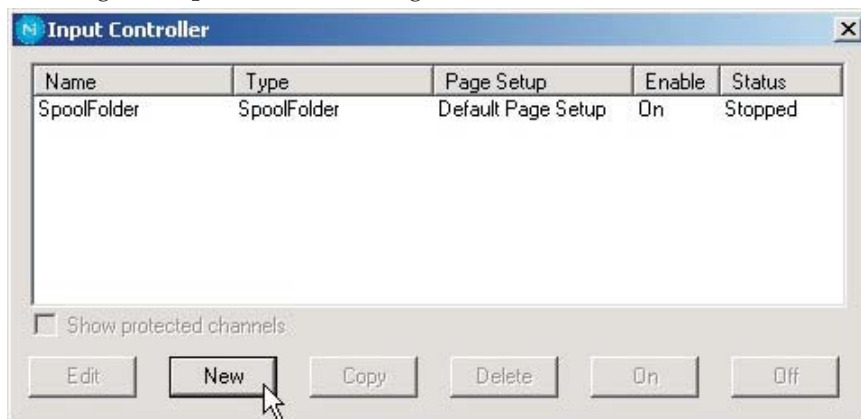 Input Controller
Name Type Page Setup Enable Status
SpoolFolder SpoolFolder Default Page Setup On Stopped
Show protected channels
Edit New Copy Delete On Off